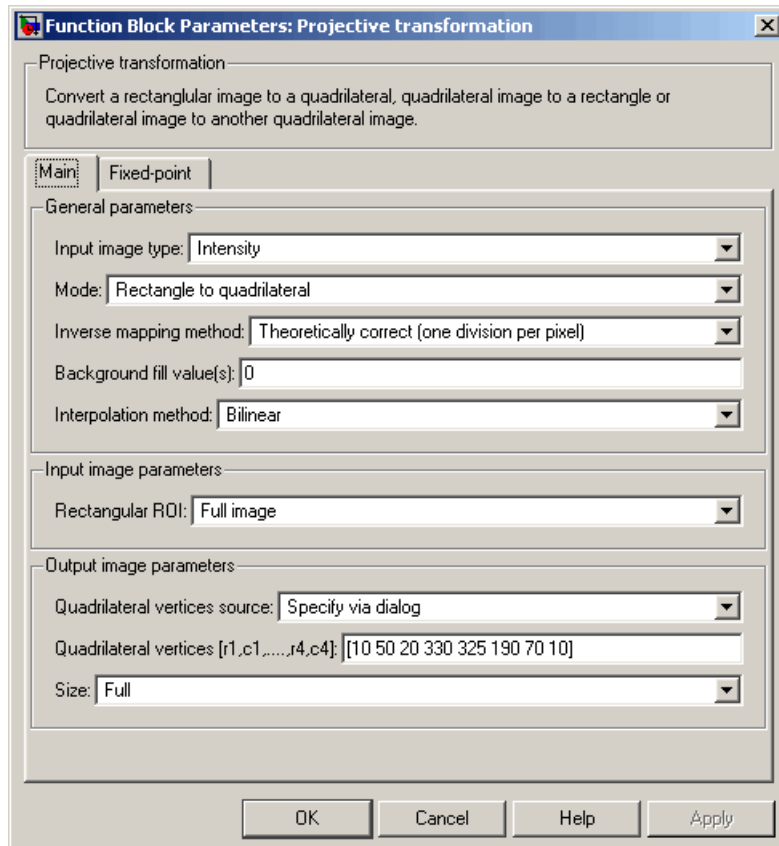 Function Block Parameters: Projective transformation
Projective transformation
Convert a rectanglular image to a quadrilateral, quadrilateral image to a rectangle or
quadrilateral image to another quadrilateral image.
Main Fixed-point
General parameters
Input image type: Intensity
Mode: Rectangle to quadrilateral
Inverse mapping method: Theoretically correct (one division per pixel)
Background fill value(s): 0
Interpolation method: Bilinear
Input image parameters
Rectangular ROI: Full image
Output image parameters
Quadrilateral vertices source: Specify via dialog
Quadrilateral vertices [r1,c1,....,r4,c4]: [10 50 20 330 325 190 70 10]
Size: Full
OK Cancel Help Apply